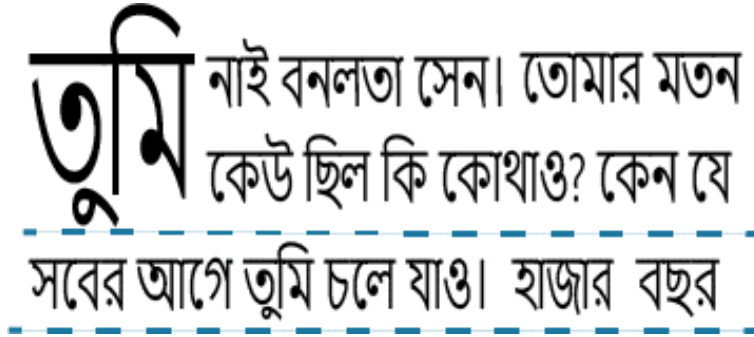 তুমি নাই বনলতা সেন। তোমার মতন
কেউ ছিল কি কোথাও? কেন যে
সবের আগে তুমি চলে যাও। হাজার বছর